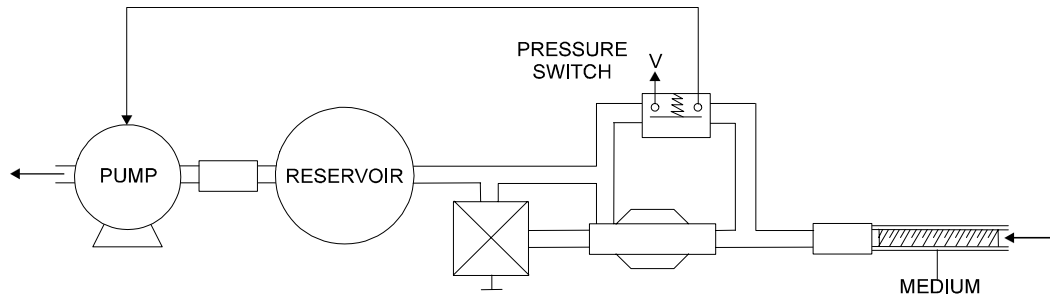 PRESSURE
SWITCH
V
PUMP
RESERVOIR
MEDIUM